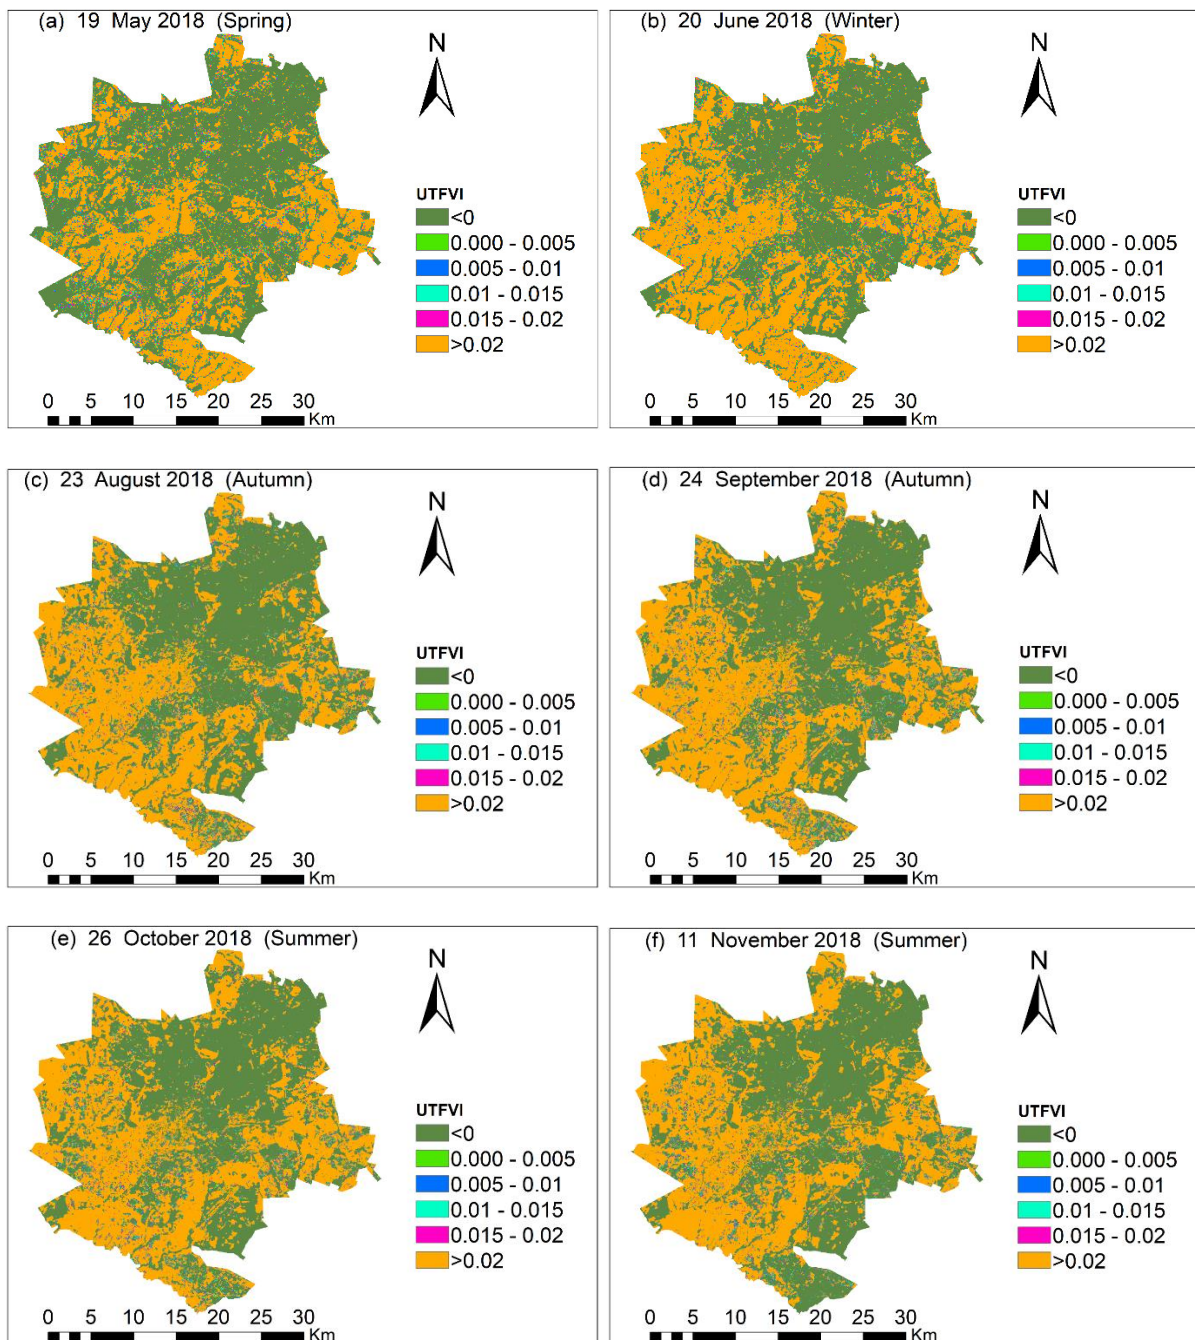 (a) 19 May 2018 (Spring)
N
UTFVI
<0
0.000 - 0.005
0.005 - 0.01
0.01 - 0.015
0.015 - 0.02
>0.02
0 5 10 15 20 25 30
Km
(b) 20 June 2018 (Winter)
N
UTFVI
<0
0.000 - 0.005
0.005 - 0.01
0.01 - 0.015
0.015 - 0.02
>0.02
0 5 10 15 20 25 30
Km
(c) 23 August 2018 (Autumn)
N
UTFVI
<0
0.000 - 0.005
0.005 - 0.01
0.01 - 0.015
0.015 - 0.02
>0.02
0 5 10 15 20 25 30
Km
(d) 24 September 2018 (Autumn)
N
UTFVI
<0
0.000 - 0.005
0.005 - 0.01
0.01 - 0.015
0.015 - 0.02
>0.02
0 5 10 15 20 25 30
Km
(e) 26 October 2018 (Summer)
N
UTFVI
<0
0.000 - 0.005
0.005 - 0.01
0.01 - 0.015
0.015 - 0.02
>0.02
0 5 10 15 20 25 30
Km
(f) 11 November 2018 (Summer)
N
UTFVI
<0
0.000 - 0.005
0.005 - 0.01
0.01 - 0.015
0.015 - 0.02
>0.02
0 5 10 15 20 25 30
Km